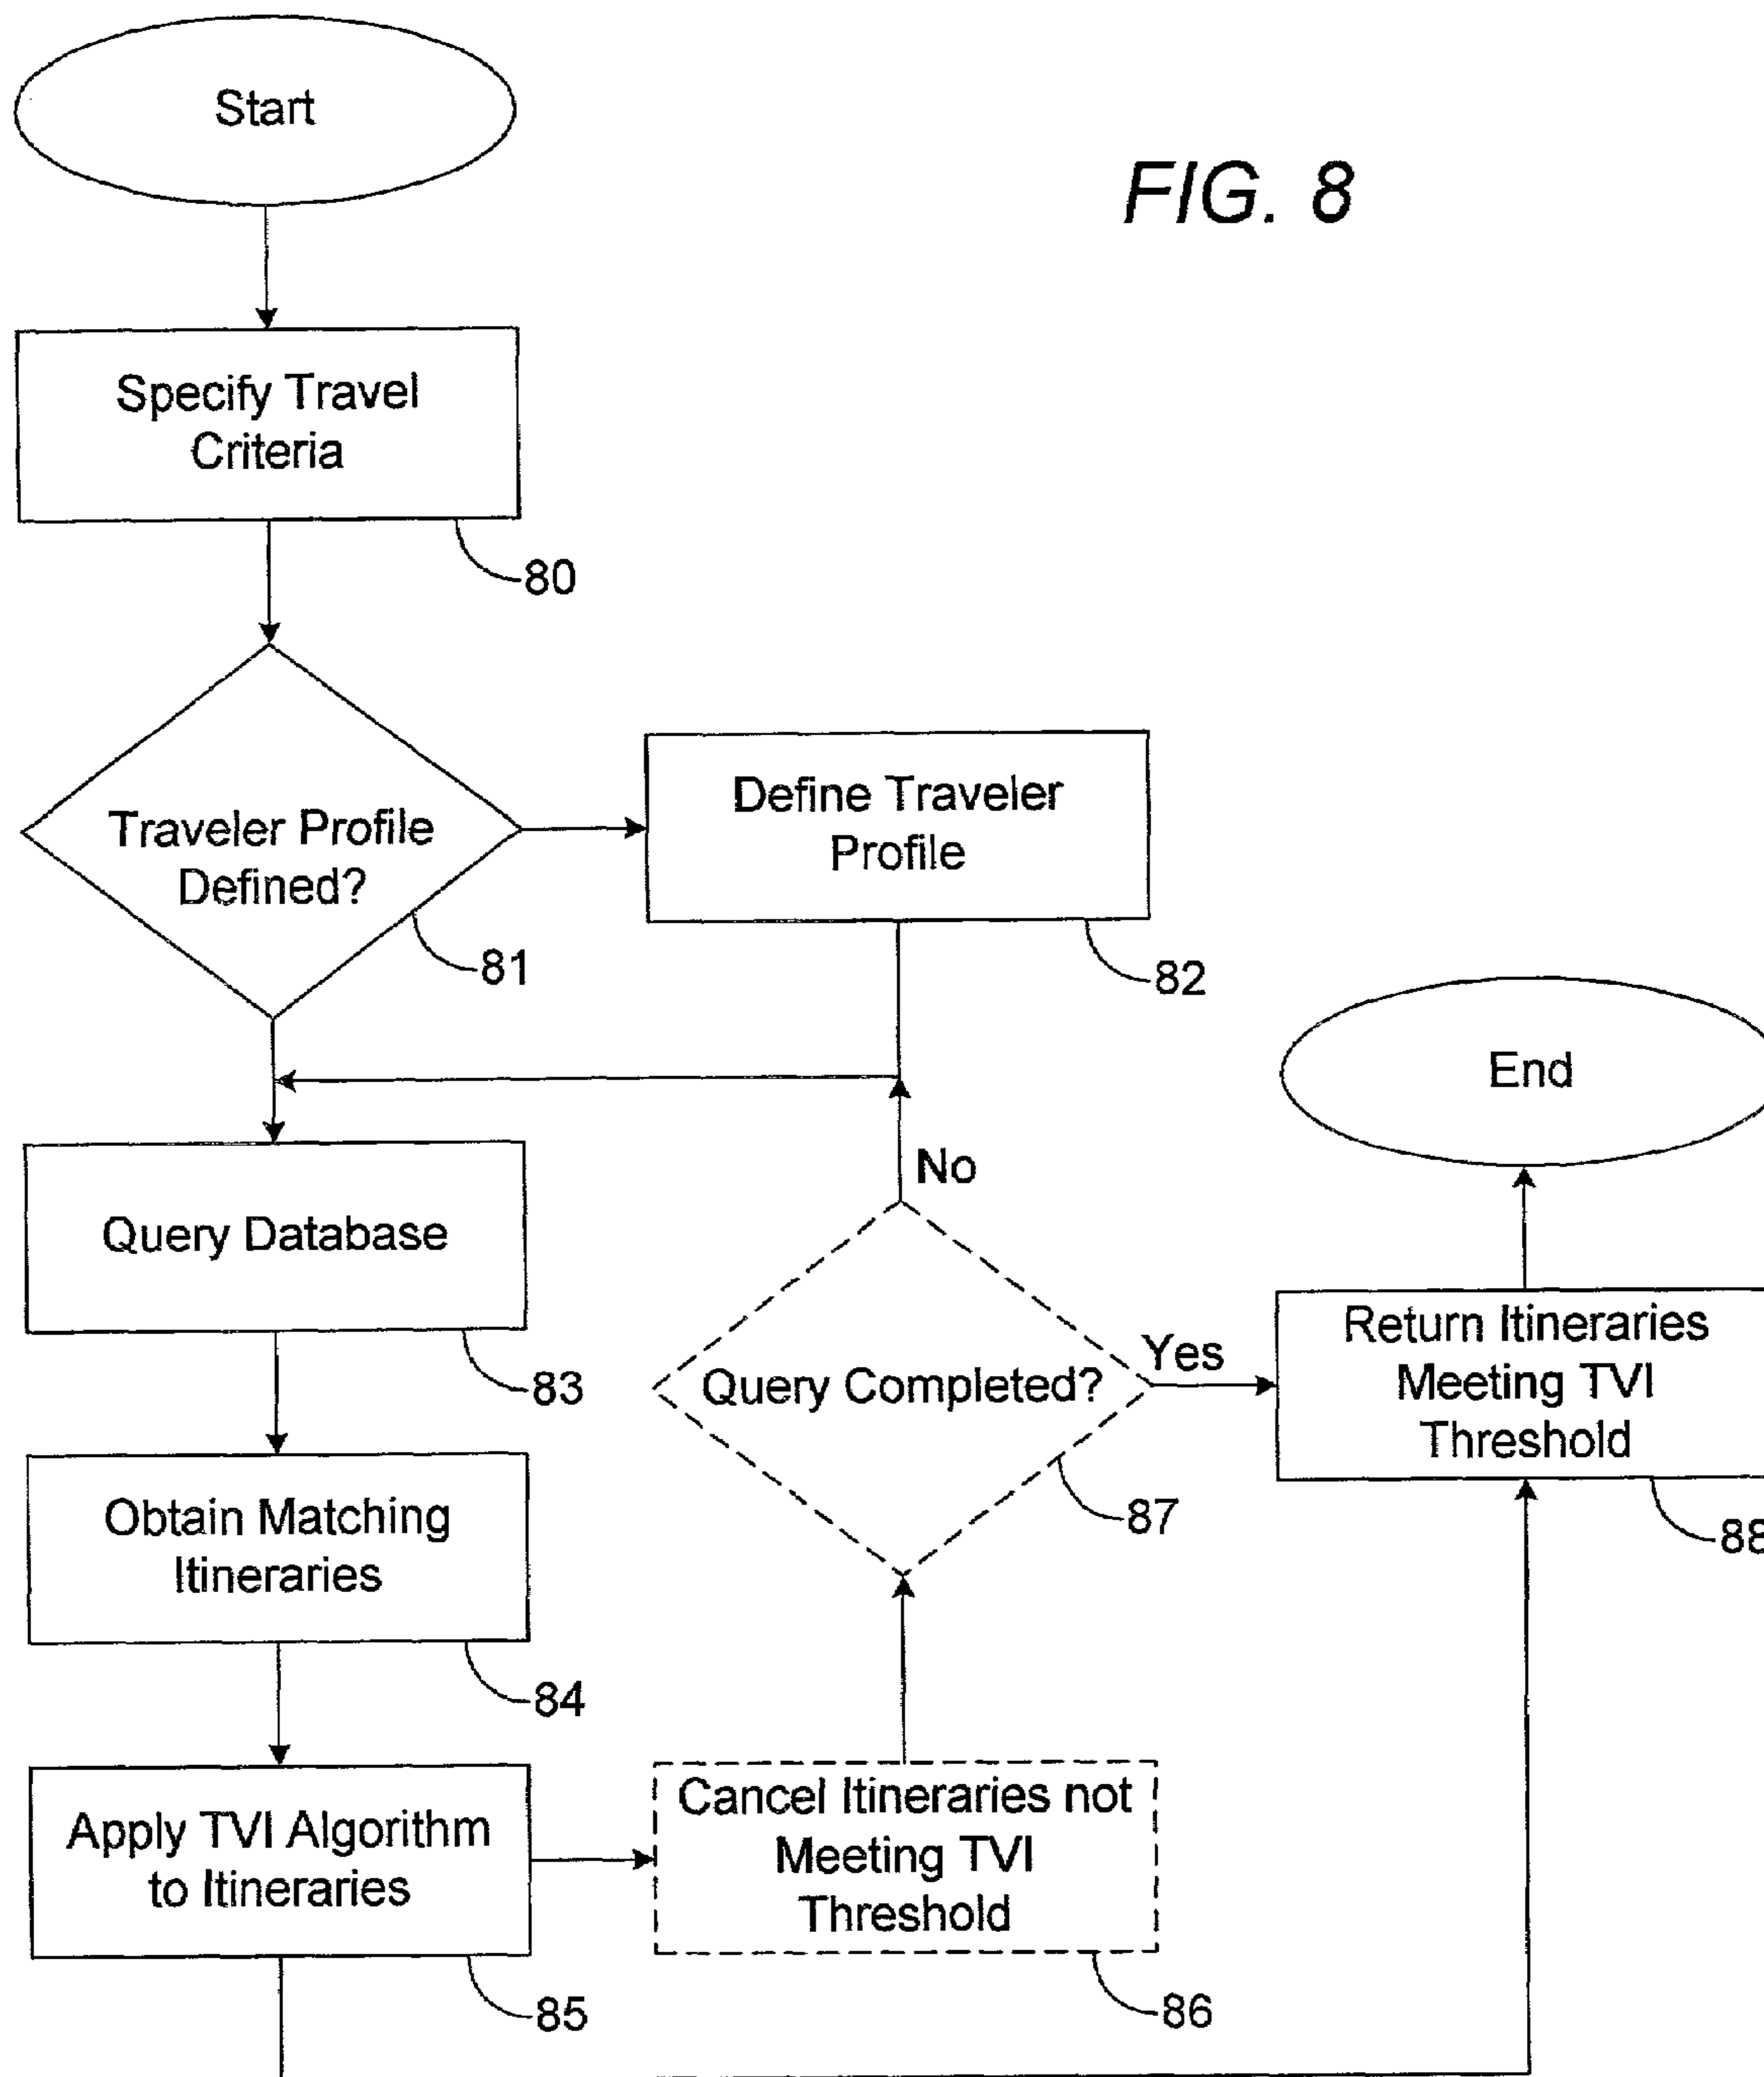 Start
FIG. 8
Specify Travel
Criteria
80
Traveler Profile
Defined?
81
Define Traveler
Profile
82
End
No
Query Database
83
Query Completed?
Yes
87
Return Itineraries
Meeting TVI
Threshold
88
Obtain Matching
Itineraries
84
Apply TVI Algorithm
to Itineraries
85
Cancel Itineraries not
Meeting TVI
Threshold
86